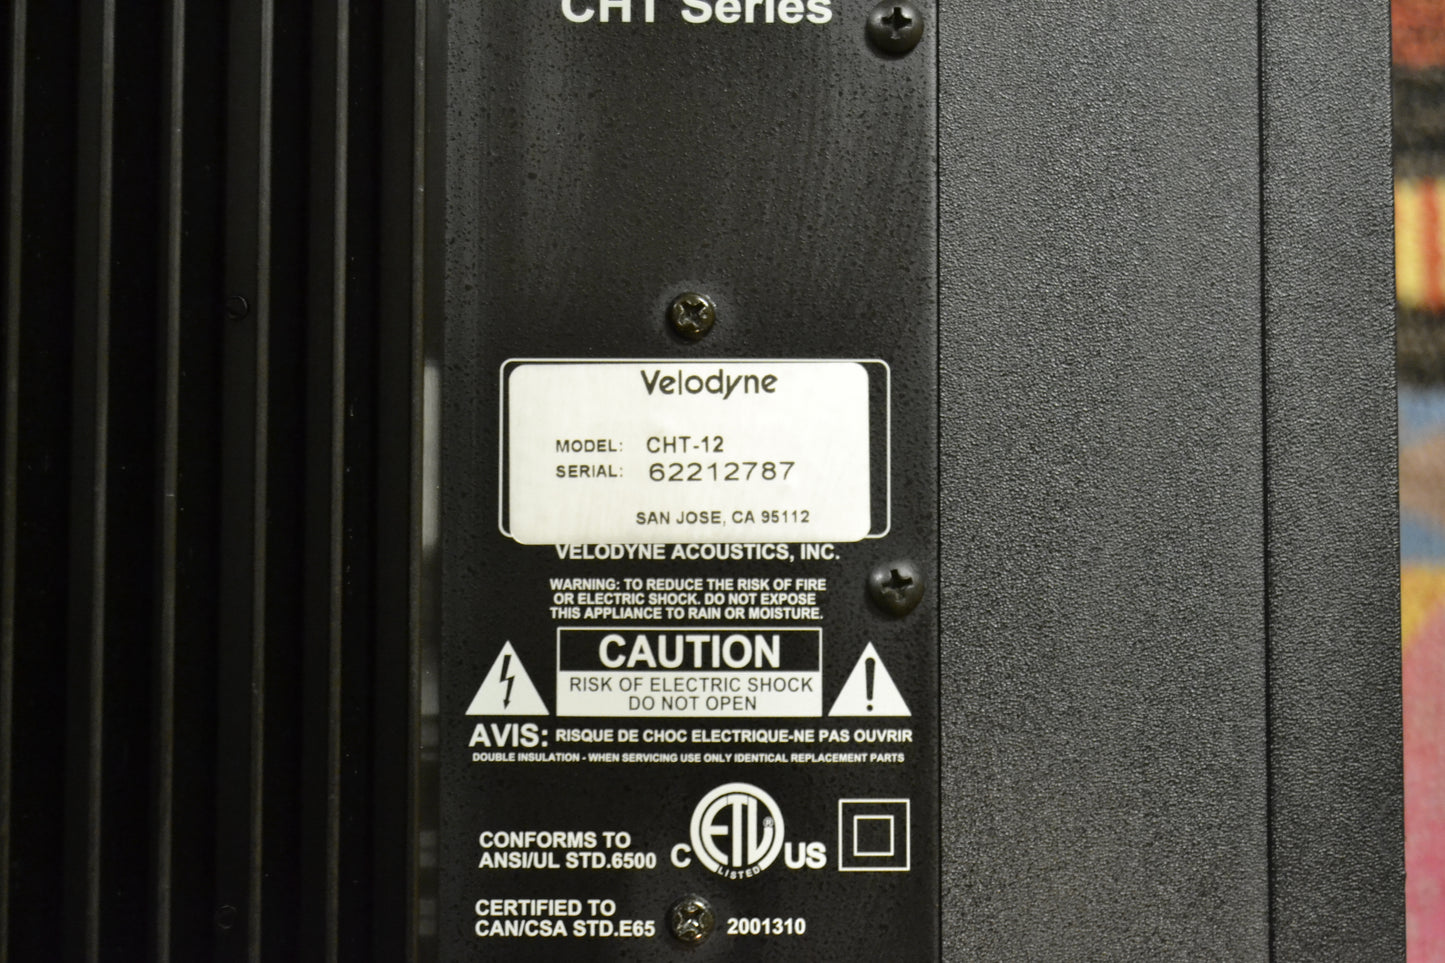 CHT Series
Velodyne
MODEL: CHT-12
SERIAL: 62212787
SAN JOSE, CA 95112
VELODYNE ACOUSTICS, INC.
WARNING: TO REDUCE THE RISK OF FIRE
OR ELECTRIC SHOCK. DO NOT EXPOSE
THIS APPLIANCE TO RAIN OR MOISTURE.
CAUTION
RISK OF ELECTRIC SHOCK
DO NOT OPEN
AVIS: RISQUE DE CHOC ELECTRIQUE-NE PAS OUVRIR
DOUBLE INSULATION - WHEN SERVICING USE ONLY IDENTICAL REPLACEMENT PARTS
CONFORMS TO
ANSI/UL STD.6500
C ETL® US
LISTED
CERTIFIED TO
CAN/CSA STD.E65 2001310